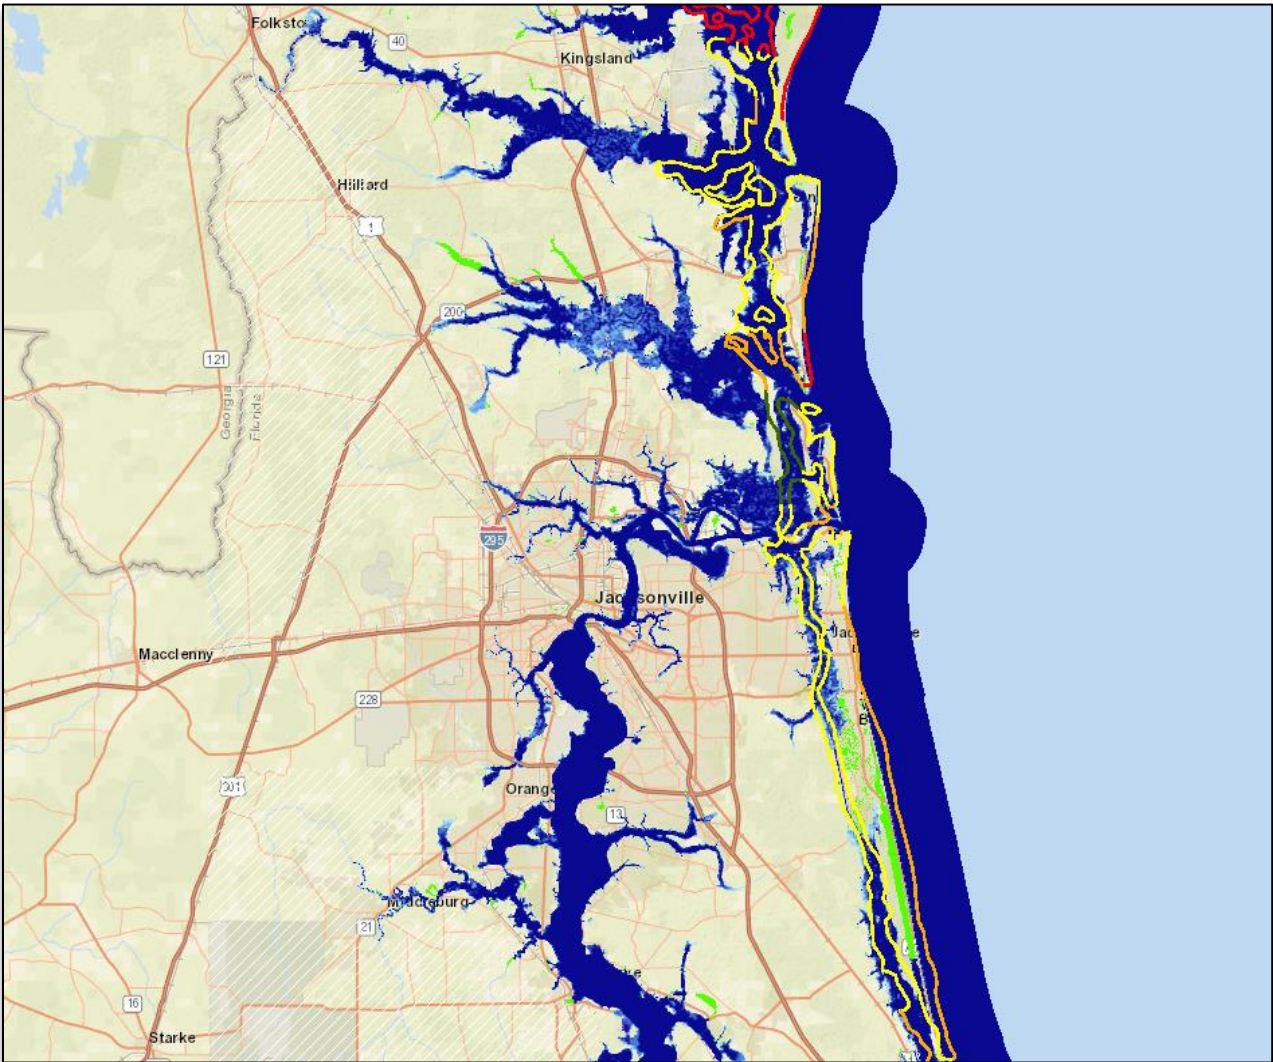 Folksto
40
Kingsland
Hilliard
1
200
121
Georgia
Florida
295
Jacksonville
Macclenny
228
301
Orange
13
Middleburg
21
16
Starke